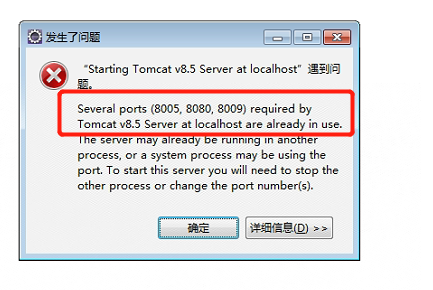 发生了问题
“Starting Tomcat v8.5 Server at localhost”遇到问
题。
Several ports (8005, 8080, 8009) required by
Tomcat v8.5 Server at localhost are already in use.
The server may already be running in another
process, or a system process may be using the
port. To start this server you will need to stop the
other process or change the port number(s).
确定
详细信息(D) >>